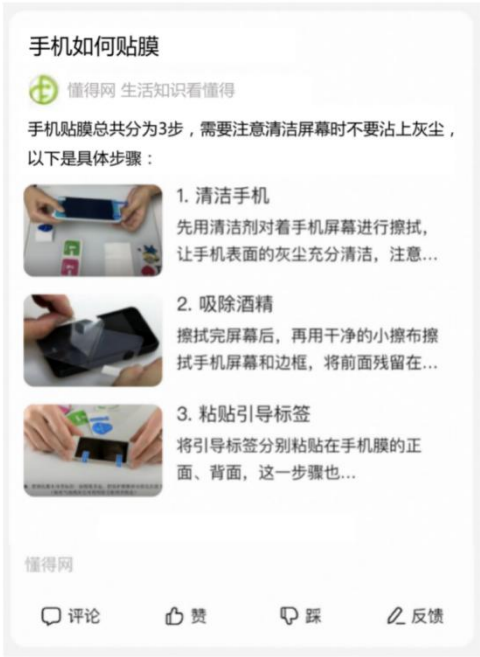 手机如何贴膜
懂得网 生活知识看懂得
手机贴膜总共分为3步，需要注意清洁屏幕时不要沾上灰尘，
以下是具体步骤：
1. 清洁手机
先用清洁剂对着手机屏幕进行擦拭，
让手机表面的灰尘充分清洁，注意...
2. 吸除酒精
擦拭完屏幕后，再用干净的小擦布擦
拭手机屏幕和边框，将前面残留在...
3. 粘贴引导标签
将引导标签分别粘贴在手机膜的正
面、背面，这一步骤也...
懂得网
评论 赞 踩 反馈